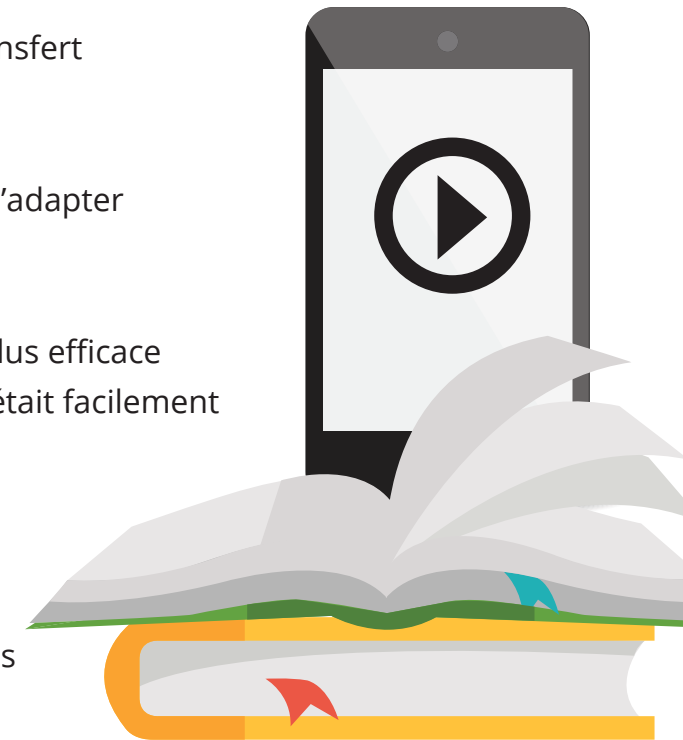 nsfert
'adapter
lus efficace
était facilement
s